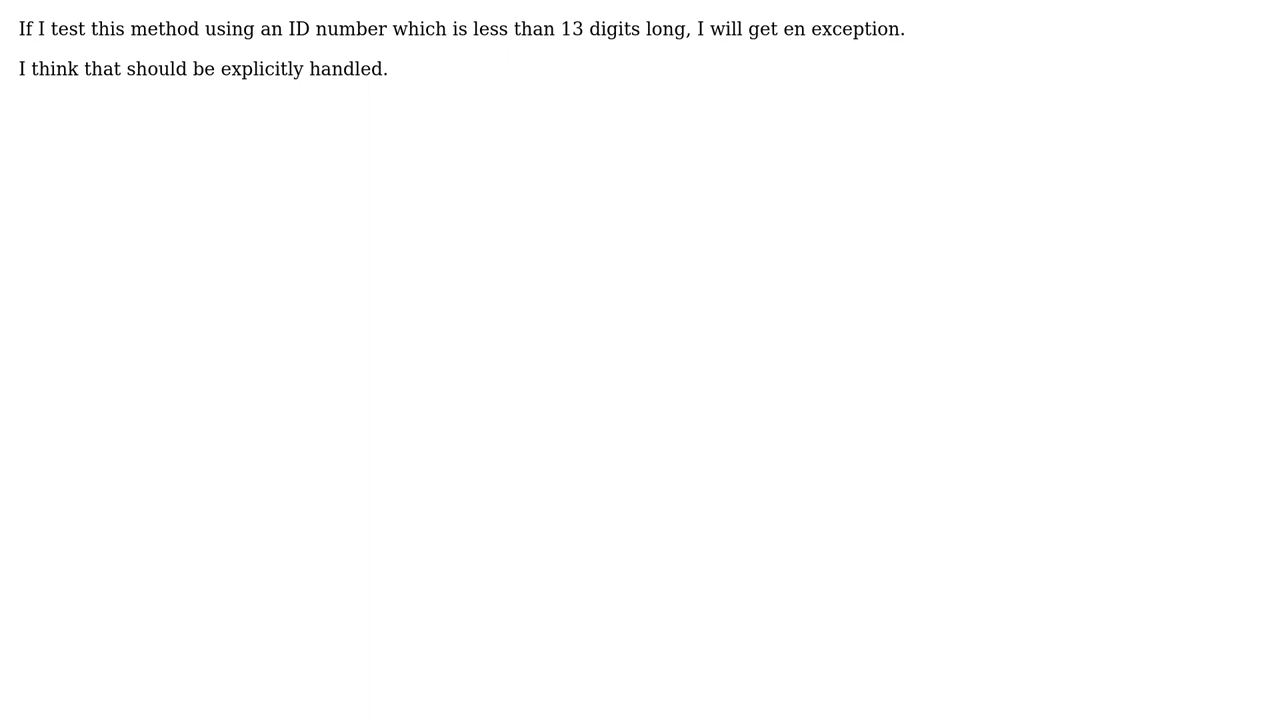 If I test this method using an ID number which is less than 13 digits long, I will get en exception.
I think that should be explicitly handled.